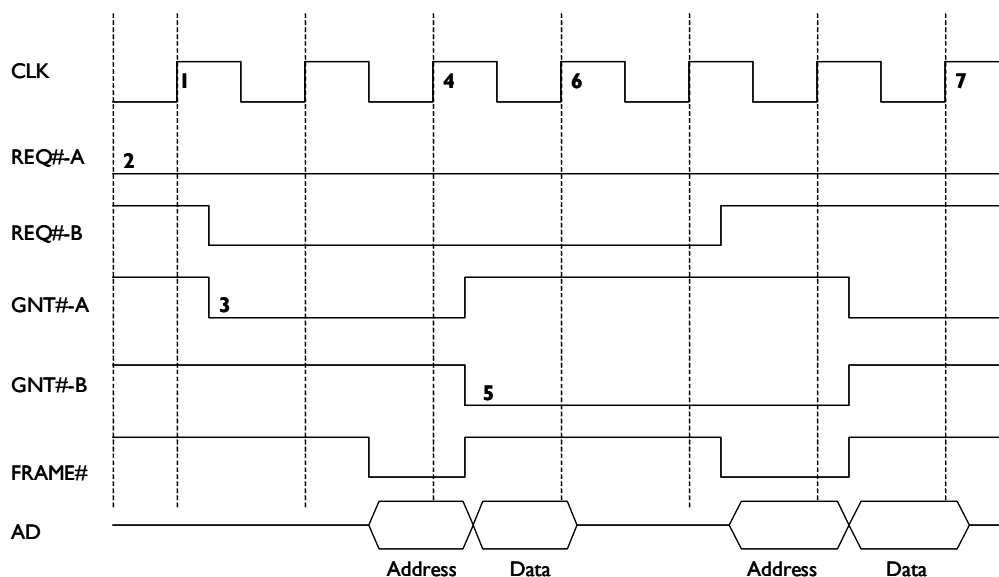 CLK
1
4
6
7
REQ#-A
2
REQ#-B
GNT#-A
3
GNT#-B
5
FRAME#
AD
Address
Data
Address
Data